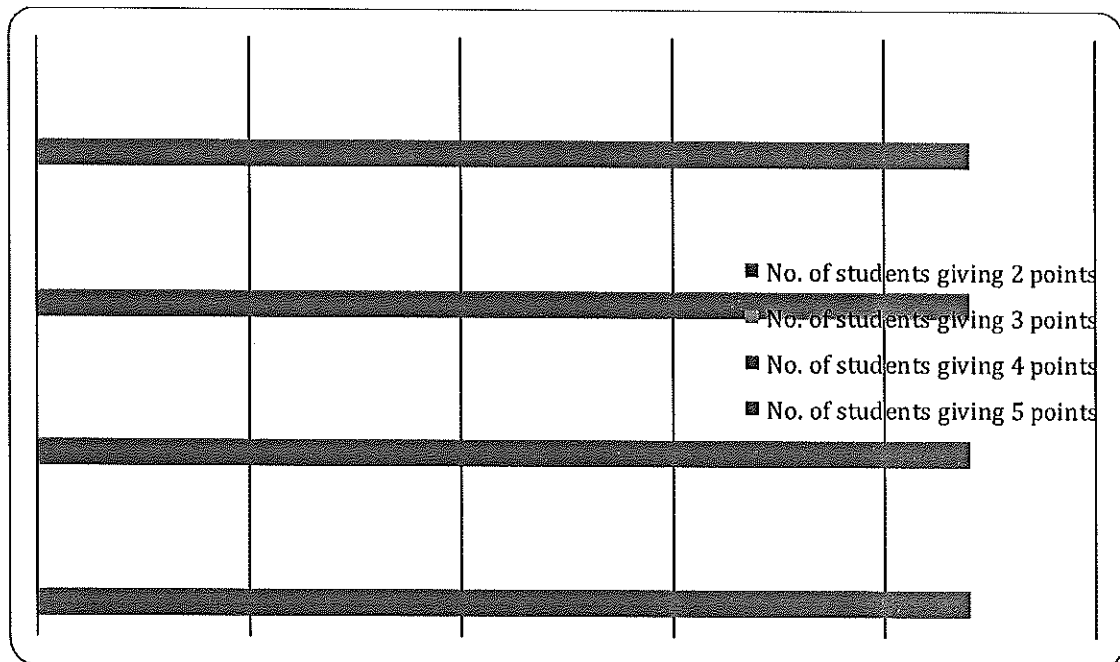 No. of students giving 2 points
No. of students giving 3 points
No. of students giving 4 points
No. of students giving 5 points